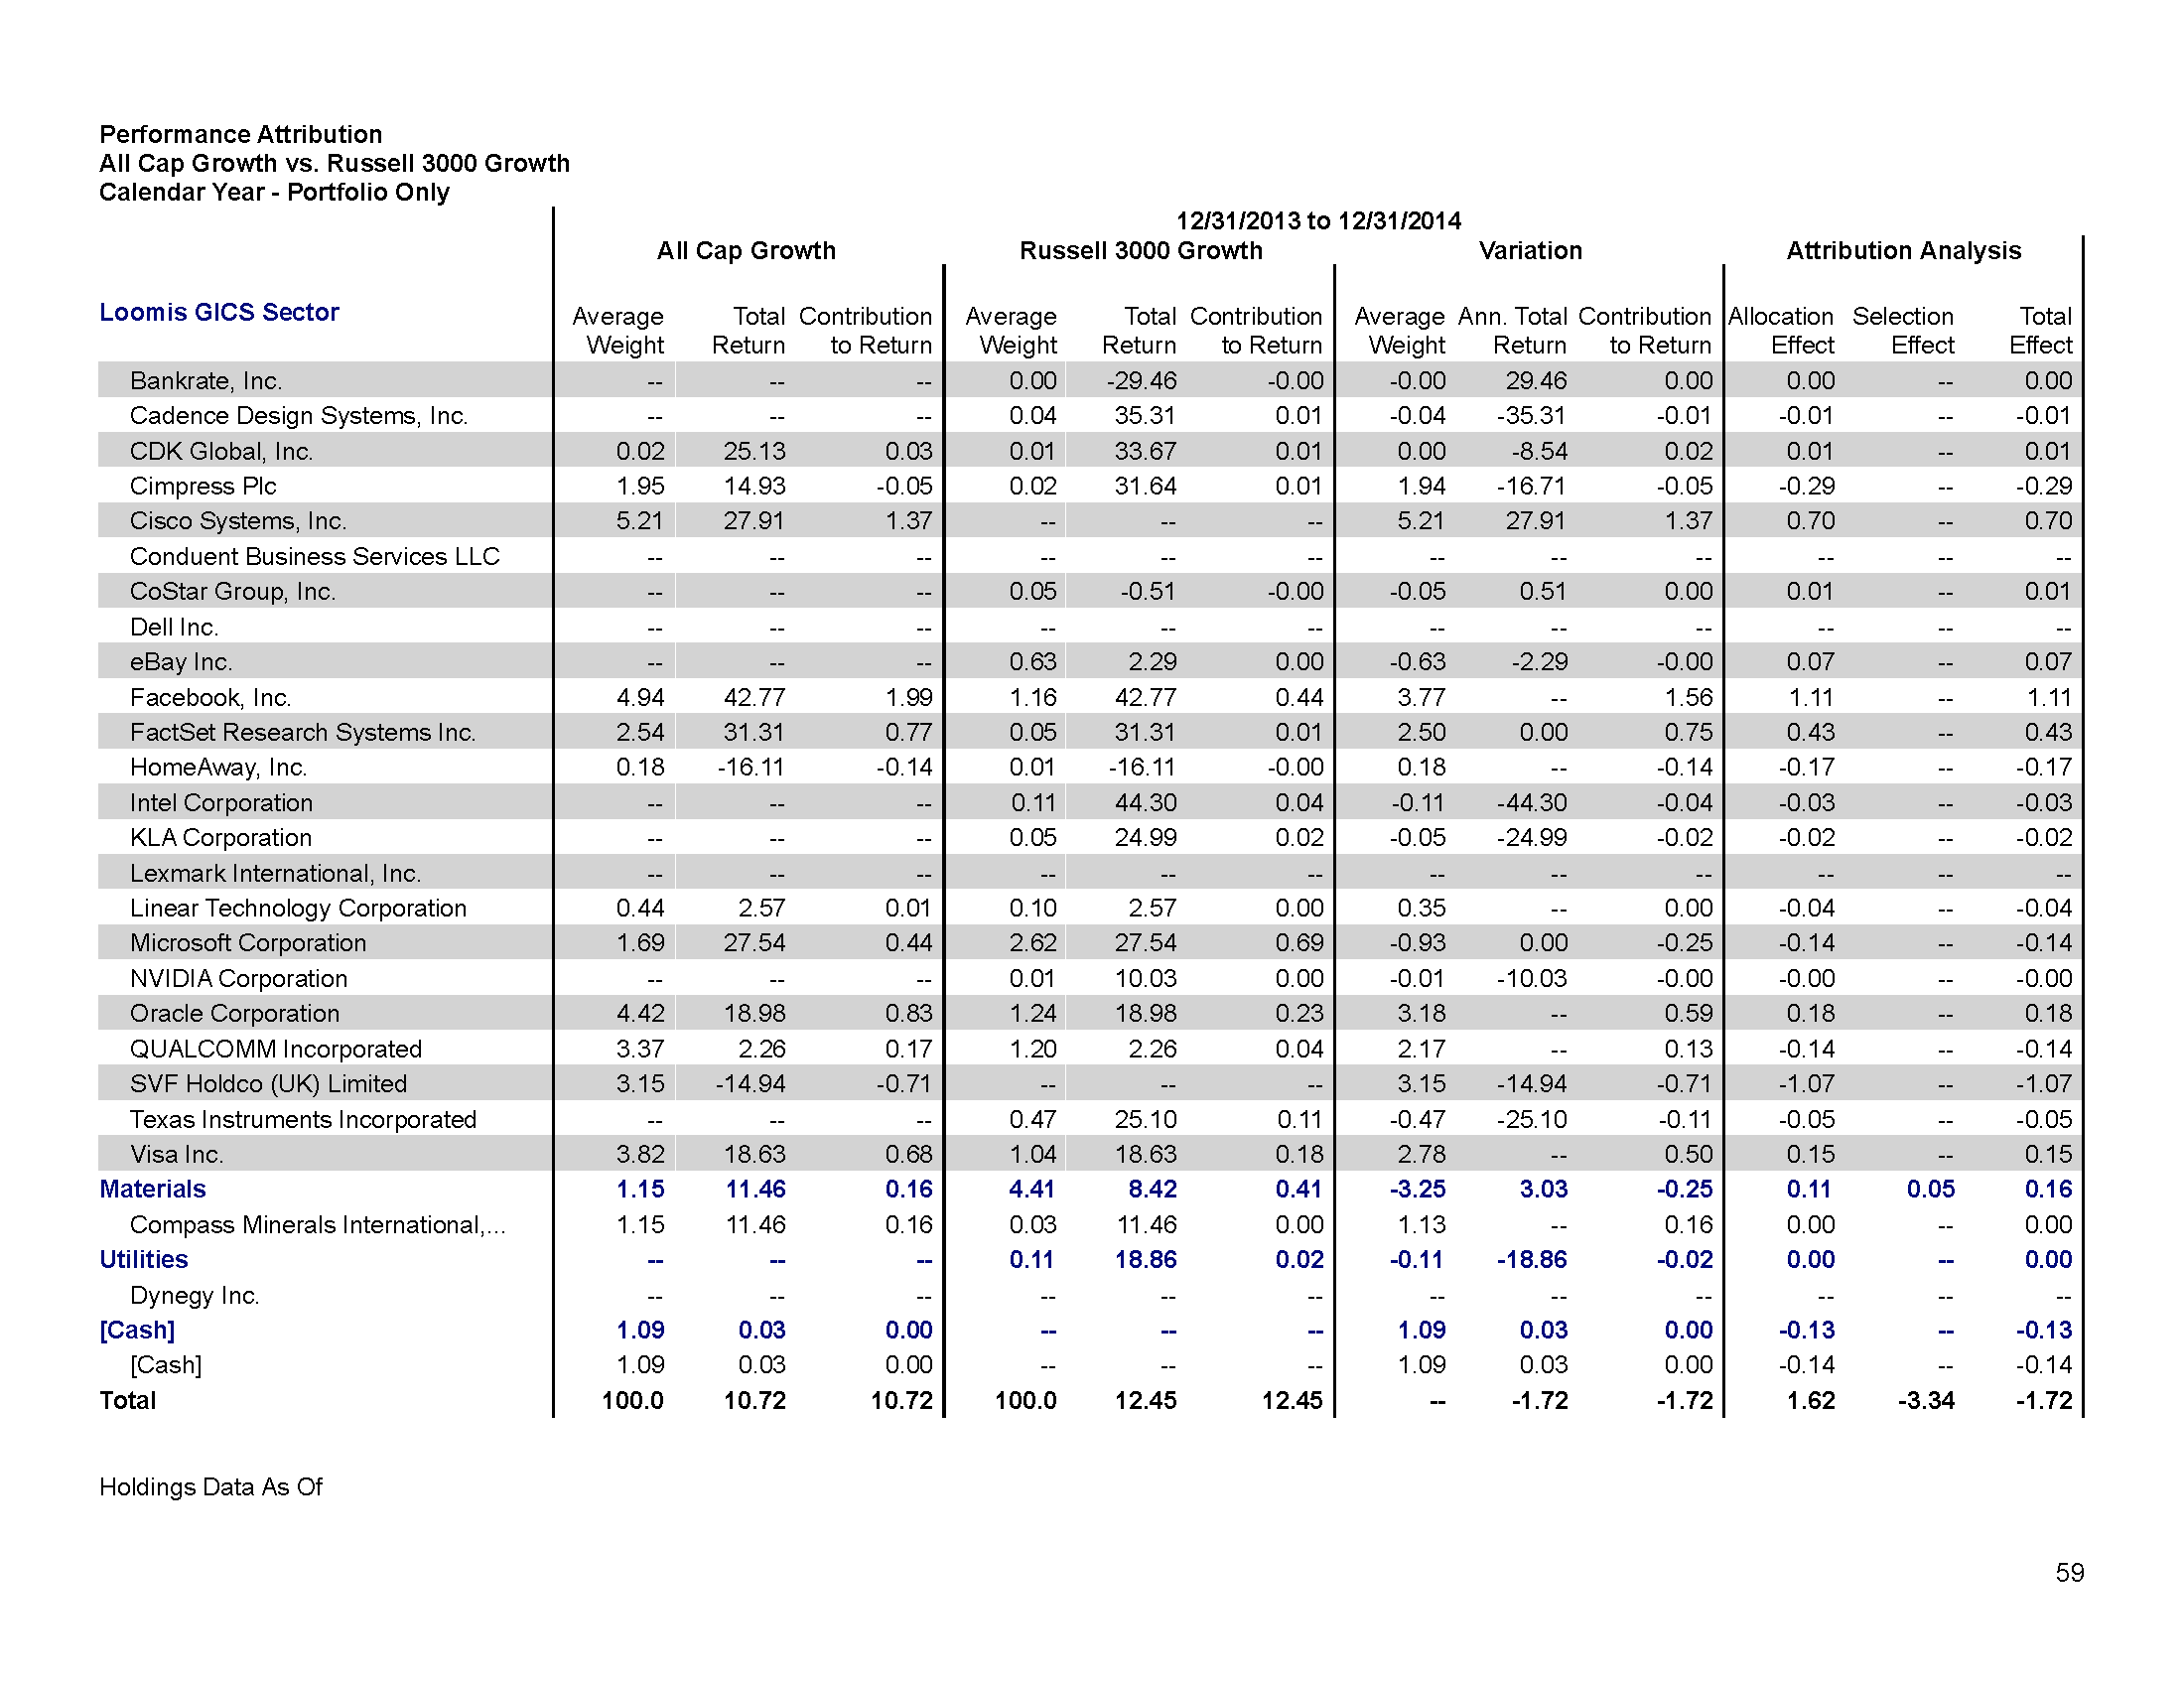 Performance Attribution
All Cap Growth vs. Russell 3000 Growth
Calendar Year - Portfolio Only
12/31/2013 to 12/31/2014
All Cap Growth Russell 3000 Growth Variation Attribution Analysis
Loomis GICS Sector Average Total Contribution Average Total Contribution Average Ann. Total Contribution Allocation Selection Total
Weight Return to Return Weight Return to Return Weight Return to Return Effect Effect Effect
Bankrate, Inc. -- -- -- 0.00 -29.46 -0.00 -0.00 29.46 0.00 0.00 -- 0.00
Cadence Design Systems, Inc. -- -- -- 0.04 35.31 0.01 -0.04 -35.31 -0.01 -0.01 -- -0.01
CDK Global, Inc. 0.02 25.13 0.03 0.01 33.67 0.01 0.00 -8.54 0.02 0.01 -- 0.01
Cimpress Plc 1.95 14.93 -0.05 0.02 31.64 0.01 1.94 -16.71 -0.05 -0.29 -- -0.29
Cisco Systems, Inc. 5.21 27.91 1.37 -- -- -- 5.21 27.91 1.37 0.70 -- 0.70
Conduent Business Services LLC -- -- -- -- -- -- -- -- -- -- -- --
CoStar Group, Inc. -- -- -- 0.05 -0.51 -0.00 -0.05 0.51 0.00 0.01 -- 0.01
Dell Inc. -- -- -- -- -- -- -- -- -- -- -- --
eBay Inc. -- -- -- 0.63 2.29 0.00 -0.63 -2.29 -0.00 0.07 -- 0.07
Facebook, Inc. 4.94 42.77 1.99 1.16 42.77 0.44 3.77 -- 1.56 1.11 -- 1.11
FactSet Research Systems Inc. 2.54 31.31 0.77 0.05 31.31 0.01 2.50 0.00 0.75 0.43 -- 0.43
HomeAway, Inc. 0.18 -16.11 -0.14 0.01 -16.11 -0.00 0.18 -- -0.14 -0.17 -- -0.17
Intel Corporation -- -- -- 0.11 44.30 0.04 -0.11 -44.30 -0.04 -0.03 -- -0.03
KLA Corporation -- -- -- 0.05 24.99 0.02 -0.05 -24.99 -0.02 -0.02 -- -0.02
Lexmark International, Inc. -- -- -- -- -- -- -- -- -- -- -- --
Linear Technology Corporation 0.44 2.57 0.01 0.10 2.57 0.00 0.35 -- 0.00 -0.04 -- -0.04
Microsoft Corporation 1.69 27.54 0.44 2.62 27.54 0.69 -0.93 0.00 -0.25 -0.14 -- -0.14
NVIDIA Corporation -- -- -- 0.01 10.03 0.00 -0.01 -10.03 -0.00 -0.00 -- -0.00
Oracle Corporation 4.42 18.98 0.83 1.24 18.98 0.23 3.18 -- 0.59 0.18 -- 0.18
QUALCOMM Incorporated 3.37 2.26 0.17 1.20 2.26 0.04 2.17 -- 0.13 -0.14 -- -0.14
SVF Holdco (UK) Limited 3.15 -14.94 -0.71 -- -- -- 3.15 -14.94 -0.71 -1.07 -- -1.07
Texas Instruments Incorporated -- -- -- 0.47 25.10 0.11 -0.47 -25.10 -0.11 -0.05 -- -0.05
Visa Inc. 3.82 18.63 0.68 1.04 18.63 0.18 2.78 -- 0.50 0.15 -- 0.15
Materials 1.15 11.46 0.16 4.41 8.42 0.41 -3.25 3.03 -0.25 0.11 0.05 0.16
Compass Minerals International,... 1.15 11.46 0.16 0.03 11.46 0.00 1.13 -- 0.16 0.00 -- 0.00
Utilities -- -- -- 0.11 18.86 0.02 -0.11 -18.86 -0.02 0.00 -- 0.00
Dynegy Inc. -- -- -- -- -- -- -- -- -- -- -- --
[Cash] 1.09 0.03 0.00 -- -- -- 1.09 0.03 0.00 -0.13 -- -0.13
[Cash] 1.09 0.03 0.00 -- -- -- 1.09 0.03 0.00 -0.14 -- -0.14
Total 100.0 10.72 10.72 100.0 12.45 12.45 -- -1.72 -1.72 1.62 -3.34 -1.72
Holdings Data As Of
59